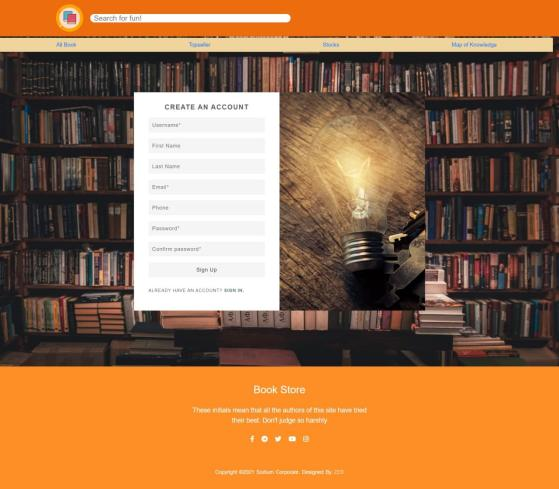 Search for fun!
All Book Topseller Stocks Map of Knowledge
CREATE AN ACCOUNT
Username*
First Name
Last Name
Email*
Phone
Password*
Confirm password*
Sign Up
ALREADY HAVE AN ACCOUNT? SIGN IN.
Book Store
These initials mean that all the authors of this site have tried
their best. Don't judge so harshly
Copyright ©2021 Sodium Corporate. Designed By